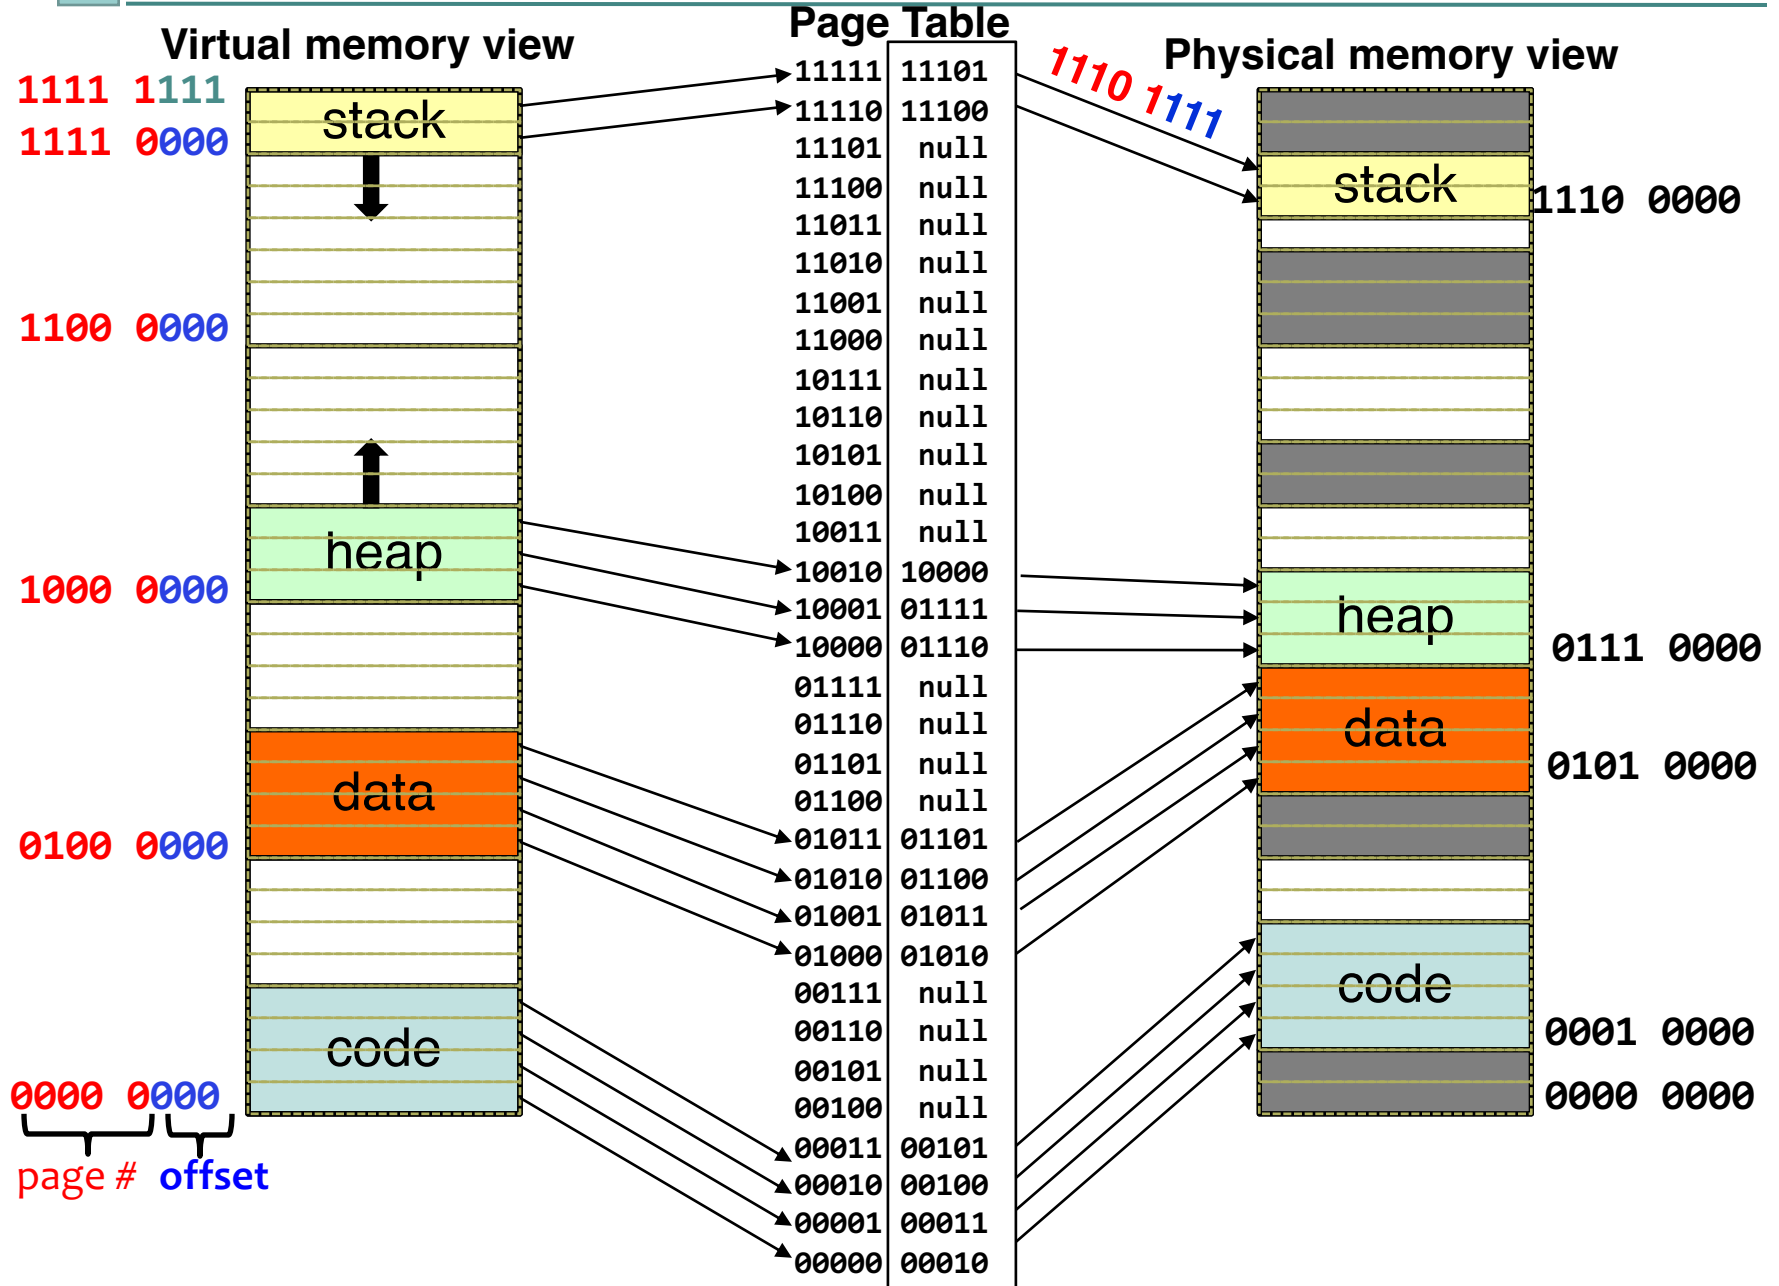 Page Table
Virtual memory view
Physical memory view
1111 1111
1111 0000
1100 0000
1000 0000
0100 0000
0000 0000
page # offset
stack
heap
data
code
11111 11101
11110 11100
11101 null
11100 null
11011 null
11010 null
11001 null
11000 null
10111 null
10110 null
10101 null
10100 null
10011 null
10010 10000
10001 01111
10000 01110
01111 null
01110 null
01101 null
01100 null
01011 01101
01010 01100
01001 01011
01000 01010
00111 null
00110 null
00101 null
00100 null
00011 00101
00010 00100
00001 00011
00000 00010
1110 1111
stack
1110 0000
heap
0111 0000
data
0101 0000
code
0001 0000
0000 0000